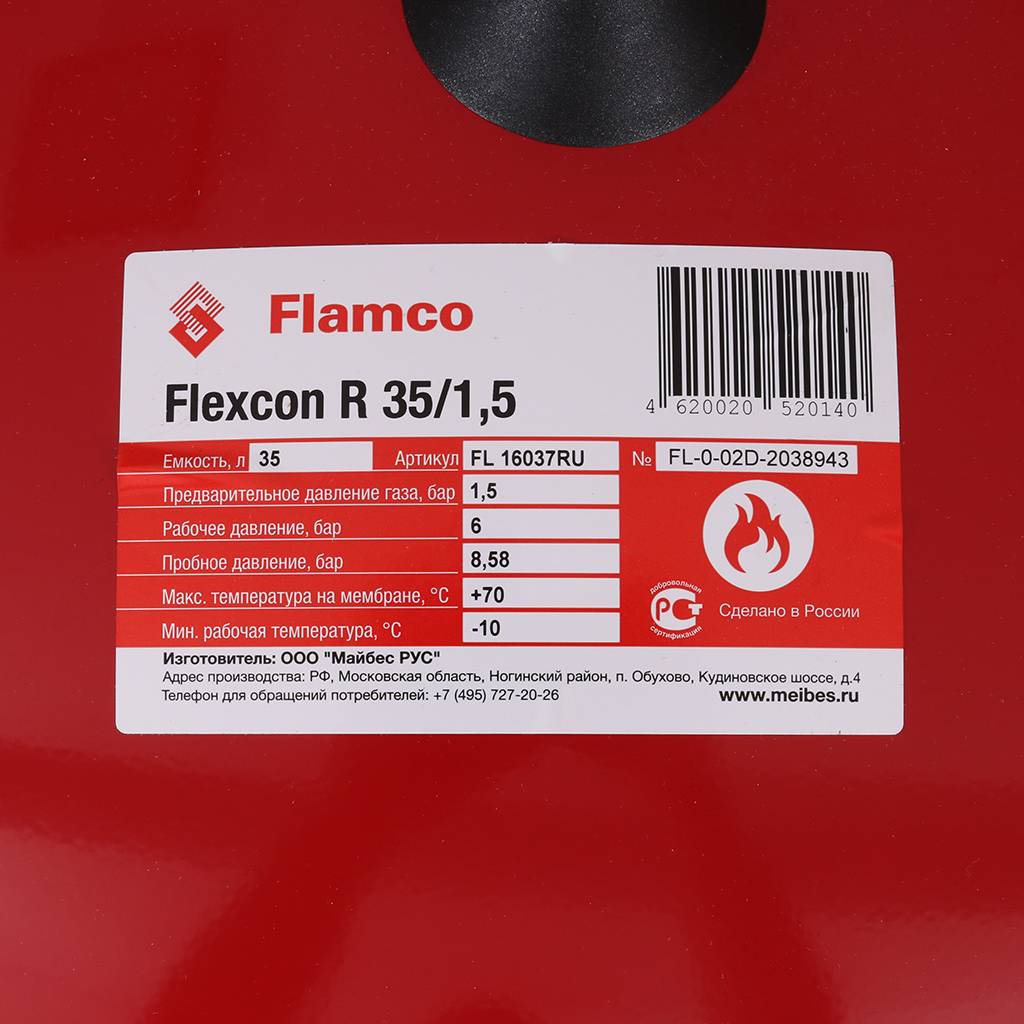 Flamco
Flexcon R 35/1,5
4 620020 520140
Емкость, л 35 Артикул FL 16037RU № FL-0-02D-2038943
Предварительное давление газа, бар 1,5
Рабочее давление, бар 6
Пробное давление, бар 8,58
Макс. температура на мембране, °C +70
Мин. рабочая температура, °C -10
добровольная
РСТ
сертификация
Сделано в России
Изготовитель: ООО "Майбес РУС"
Адрес производства: РФ, Московская область, Ногинский район, п. Обухово, Кудиновское шоссе, д.4
Телефон для обращений потребителей: +7 (495) 727-20-26 www.meibes.ru